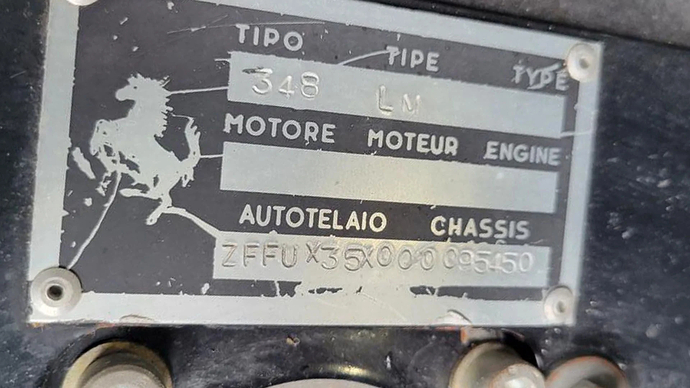 TIPO TIPE TYPE
348 LM
MOTORE MOTEUR ENGINE
AUTOTELAIO CHASSIS
ZFFUX35X000095450